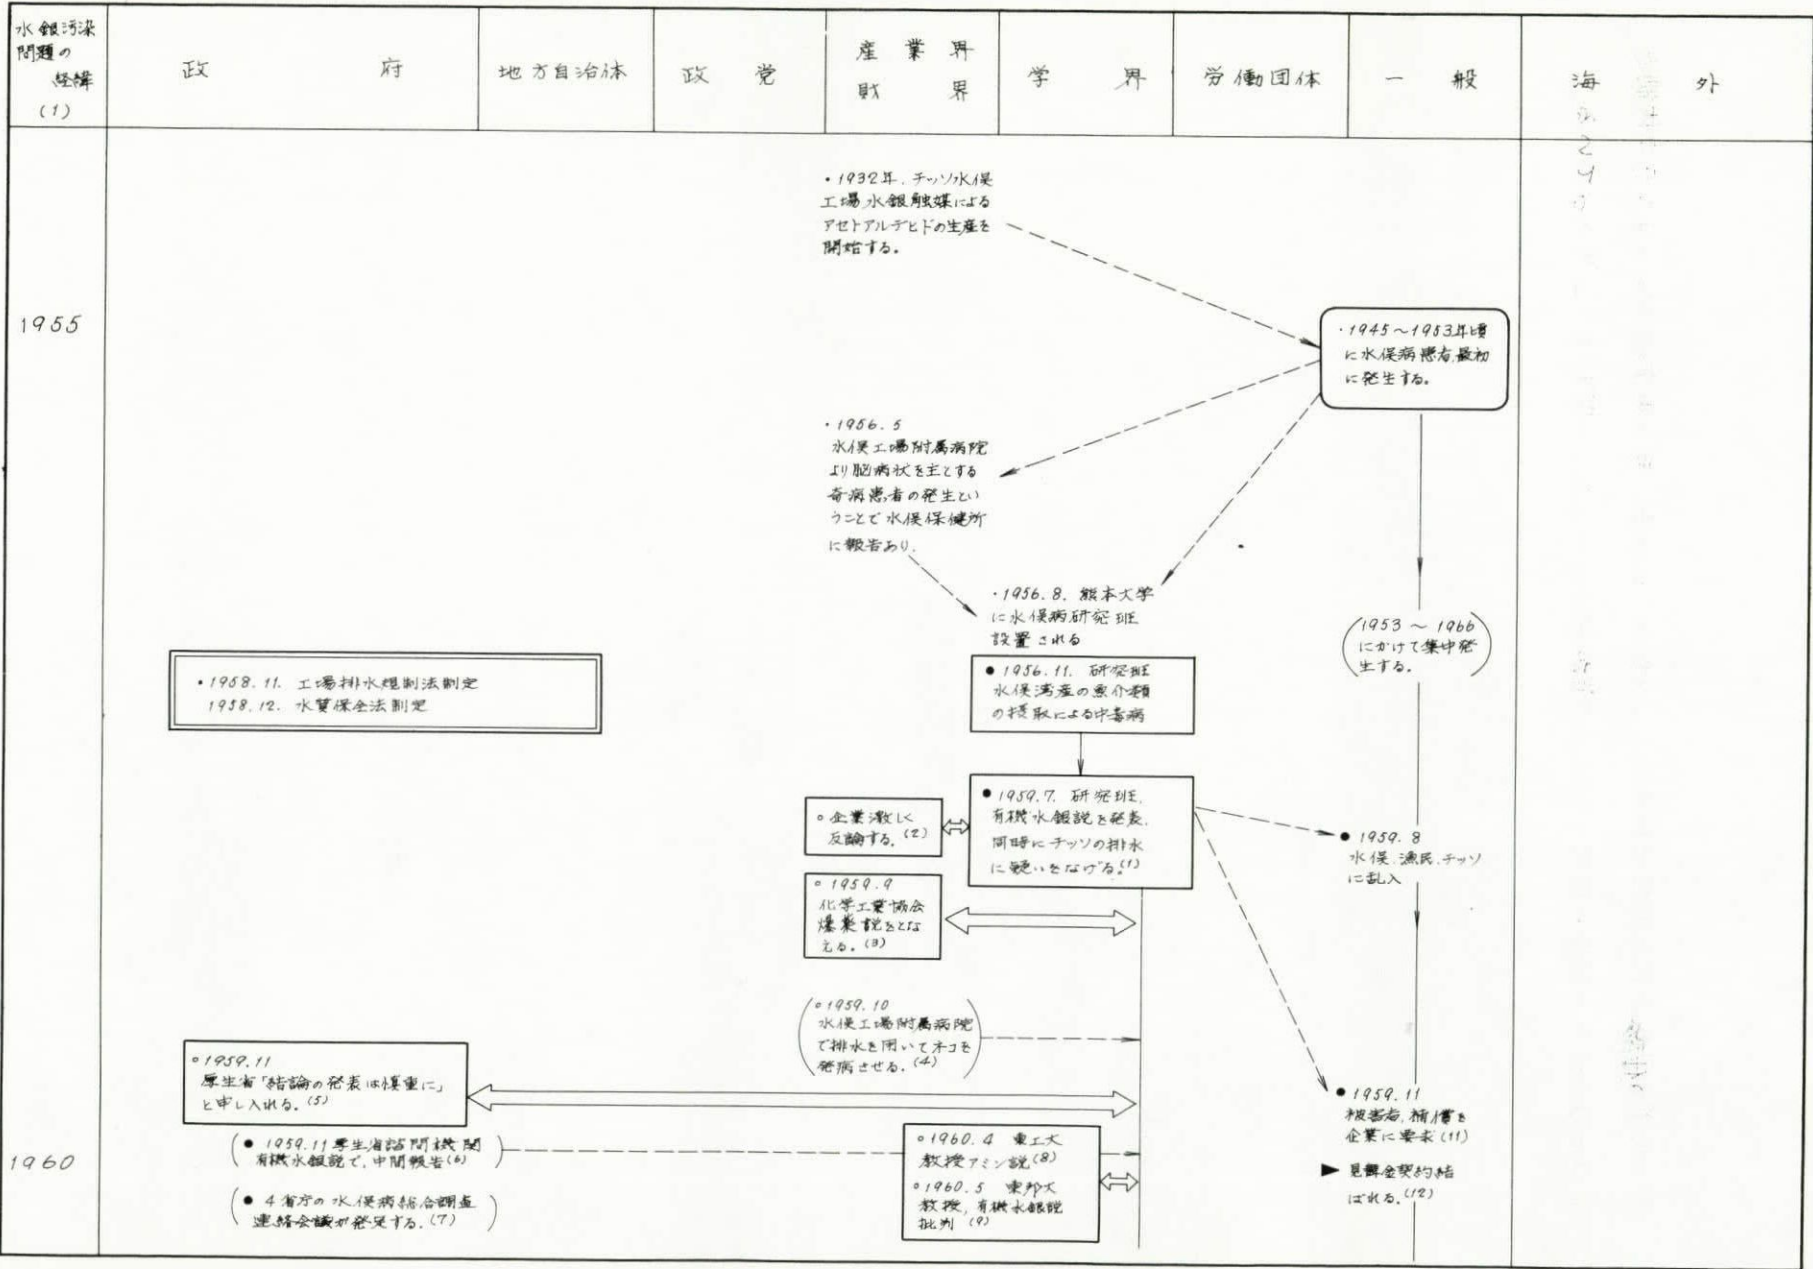 水銀汚染
問題の
経緯
(1)
政府
地方自治体
政党
産業界
財界
学界
労働団体
一般
海外
1955
1960
・1932年、チッソ水俣
工場、水銀触媒による
アセトアルデヒドの生産を
開始する。
・1945～1953年頃
に水俣病患者、最初
に発生する。
・1956.5
水俣工場附属病院
より脳病状を主とする
奇病患者の発生とい
うことで水俣保健所
に報告あり。
・1956.8. 熊本大学
に水俣病研究班
設置される
(1953～1966
にかけて集中発
生する。)
・1958.11. 工場排水規制法制定
1958.12. 水質保全法制定
● 1956.11. 研究班
水俣湾産の魚介類
の摂取による中毒病
● 1959.7. 研究班、
有機水銀説を発表、
同時にチッソの排水
に疑いをなげる。(1)
○ 企業激しく
反論する。(2)
● 1959.8
水俣、漁民、チッソ
に乱入
○ 1959.9
化学工業協会
爆薬説をとな
える。(3)
(○1959.10
水俣工場附属病院
で排水を用いてネコを
発病させる。(4))
○1959.11
厚生省「結論の発表は慎重に」
と申し入れる。(5)
(● 1959.11 厚生省諮問機関
有機水銀説で、中間報告(6))
(● 4省庁の水俣病総合調査
連絡会議が発足する。(7))
○1960.4 東工大
教授アミン説(8)
○1960.5 東邦大
教授、有機水銀説
批判 (9)
● 1959.11
被害者、補償を
企業に要求(11)
▶ 見舞金契約結
ばれる。(12)